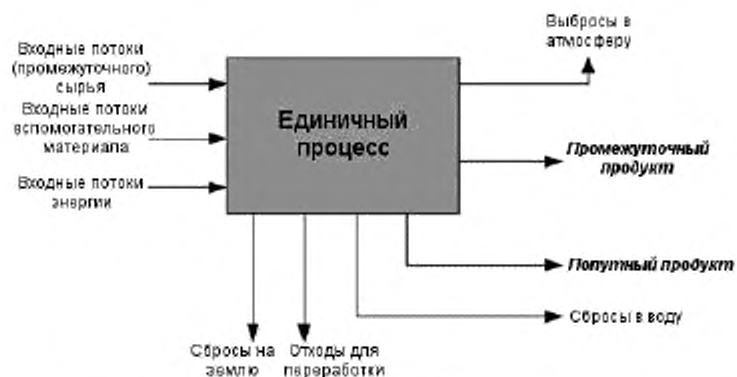 Входные потоки
(промежуточного)
сырья
Входные потоки
вспомогательного
материала
Входные потоки
энергии
Единичный
процесс
Выбросы в
атмосферу
Промежуточный
продукт
Попутный продукт
Сбросы в воду
Сбросы на
землю
Отходы для
переработки